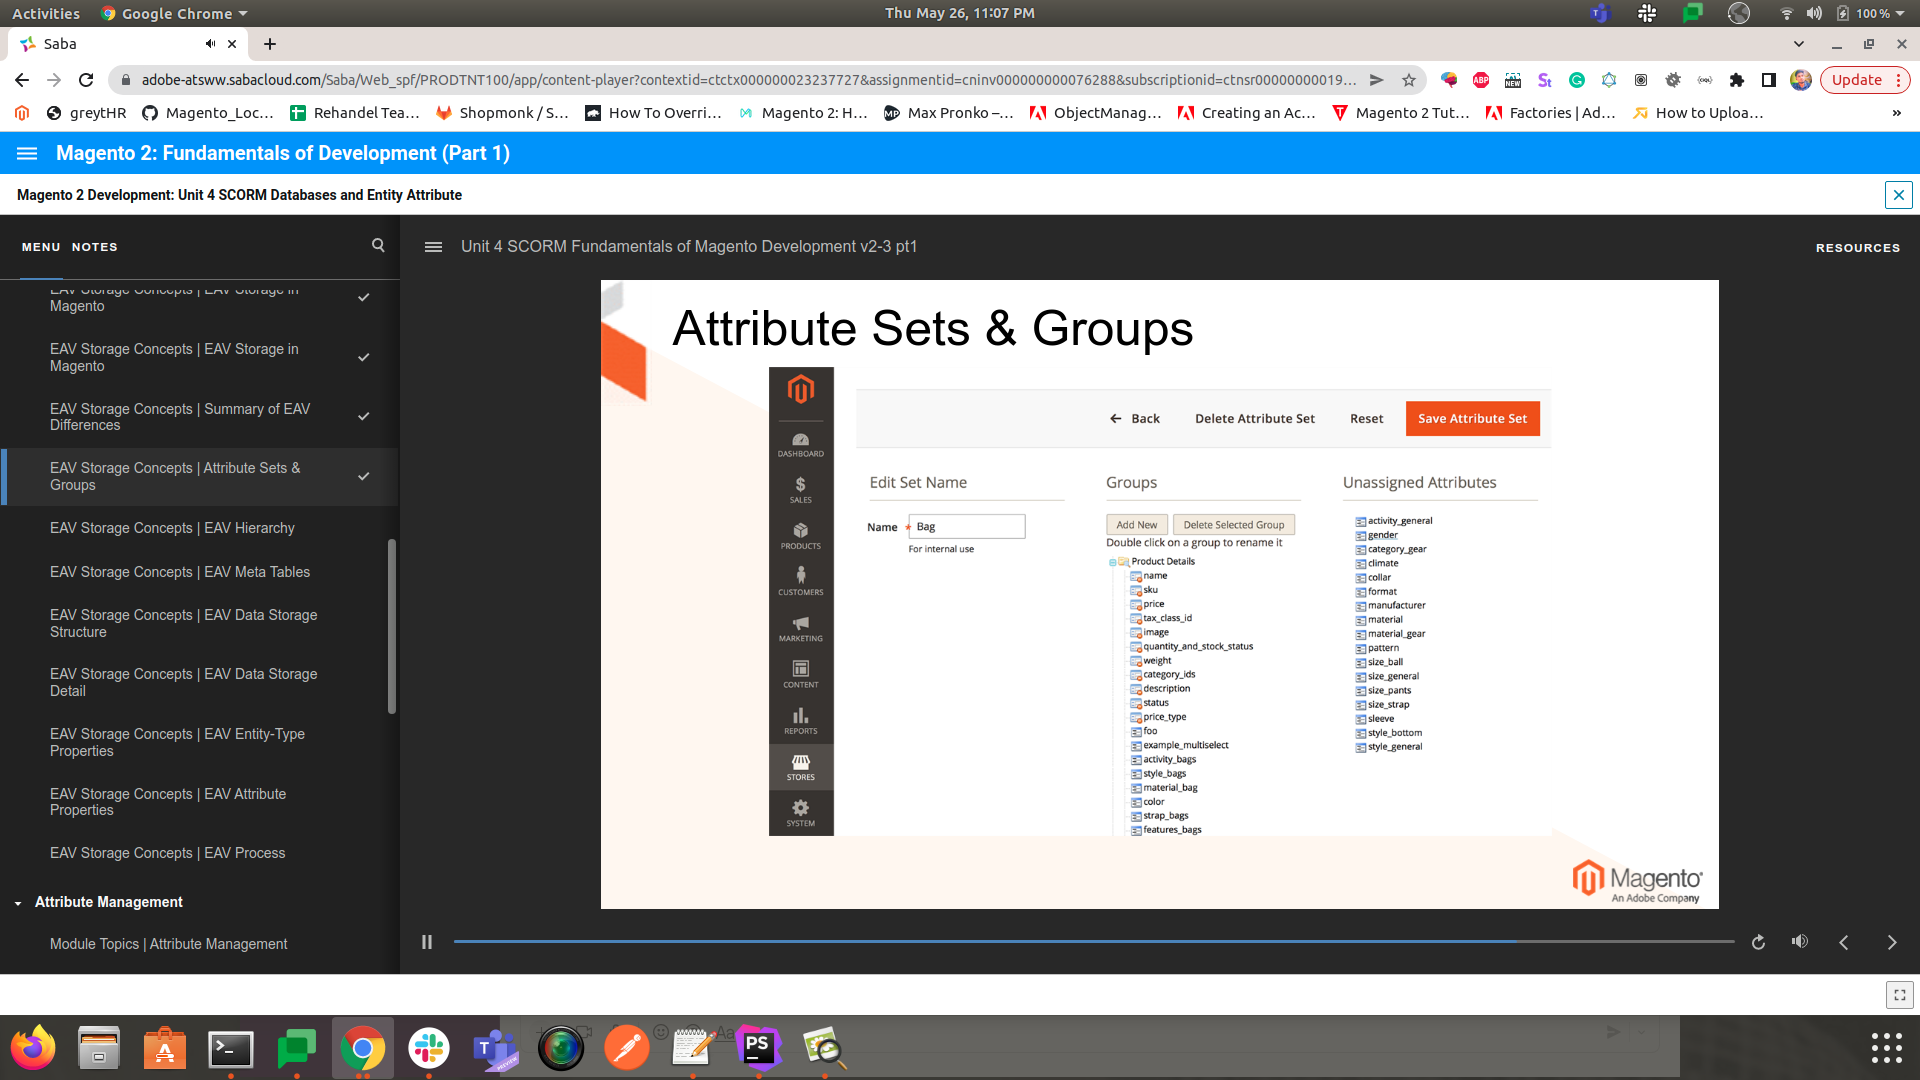 Activities
Google Chrome
Thu May 26, 11:07 PM
100 %
Saba
adobe-atsww.sabacloud.com/Saba/Web_spf/PRODTNT100/app/content-player?contextid=ctctx000000023237727&assignmentid=cninv000000000076288&subscriptionid=ctnsr00000000019...
ABP
NEW
Update
greytHR
Magento_Loc...
Rehandel Tea...
Shopmonk / S...
How To Overri...
Magento 2: H...
Max Pronko –...
ObjectManag...
Creating an Ac...
Magento 2 Tut...
Factories | Ad...
How to Uploa...
»
Magento 2: Fundamentals of Development (Part 1)
Magento 2 Development: Unit 4 SCORM Databases and Entity Attribute
MENU
NOTES
Unit 4 SCORM Fundamentals of Magento Development v2-3 pt1
RESOURCES
EAV Storage Concepts | EAV Storage in
Magento
EAV Storage Concepts | EAV Storage in
Magento
EAV Storage Concepts | Summary of EAV
Differences
EAV Storage Concepts | Attribute Sets &
Groups
EAV Storage Concepts | EAV Hierarchy
EAV Storage Concepts | EAV Meta Tables
EAV Storage Concepts | EAV Data Storage
Structure
EAV Storage Concepts | EAV Data Storage
Detail
EAV Storage Concepts | EAV Entity-Type
Properties
EAV Storage Concepts | EAV Attribute
Properties
EAV Storage Concepts | EAV Process
Attribute Management
Module Topics | Attribute Management
Attribute Sets & Groups
DASHBOARD
SALES
PRODUCTS
CUSTOMERS
MARKETING
CONTENT
REPORTS
STORES
SYSTEM
Back
Delete Attribute Set
Reset
Save Attribute Set
Edit Set Name
Name * Bag
For internal use
Groups
Add New
Delete Selected Group
Double click on a group to rename it
Product Details
name
sku
price
tax_class_id
image
quantity_and_stock_status
weight
category_ids
description
status
price_type
foo
example_multiselect
activity_bags
style_bags
material_bag
color
strap_bags
features_bags
Unassigned Attributes
activity_general
gender
category_gear
climate
collar
format
manufacturer
material
material_gear
pattern
size_ball
size_general
size_pants
size_strap
sleeve
style_bottom
style_general
Magento
An Adobe Company
PS